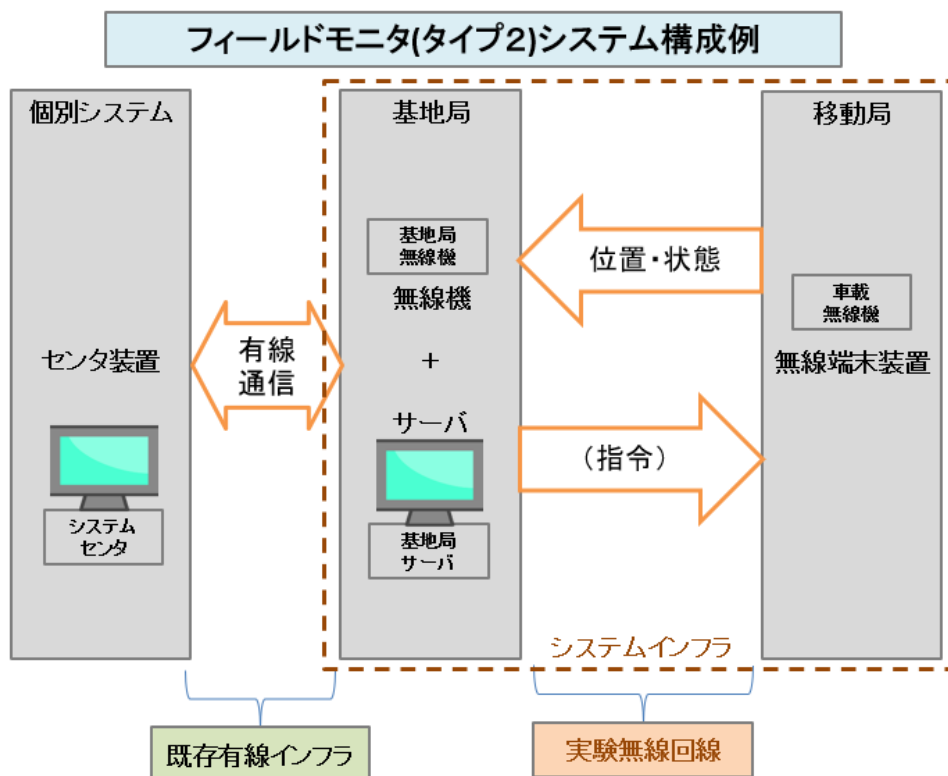 フィールドモニタ(タイプ２)システム構成例
個別システム
センタ装置
システム
センタ
有線
通信
基地局
基地局
無線機
無線機
+
サーバ
基地局
サーバ
位置・状態
（指令）
移動局
車載
無線機
無線端末装置
システムインフラ
既存有線インフラ
実験無線回線